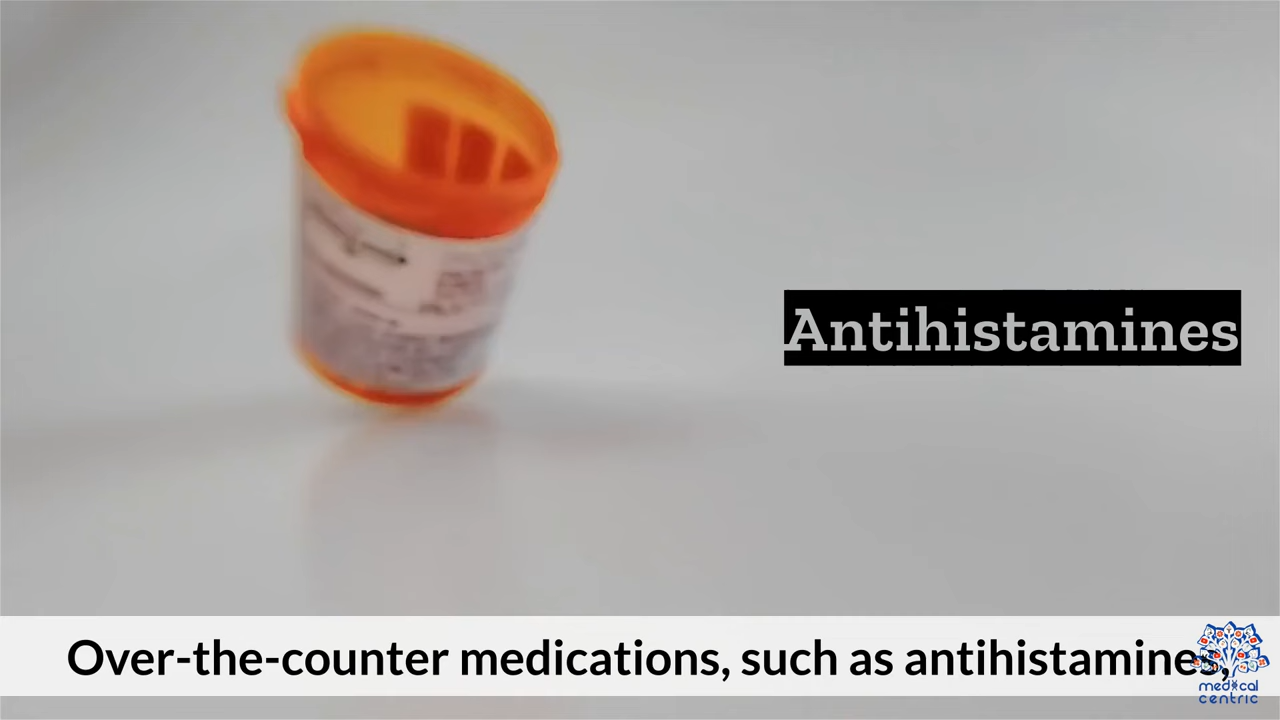 Antihistamines
Over-the-counter medications, such as antihistamines,
medical
centric